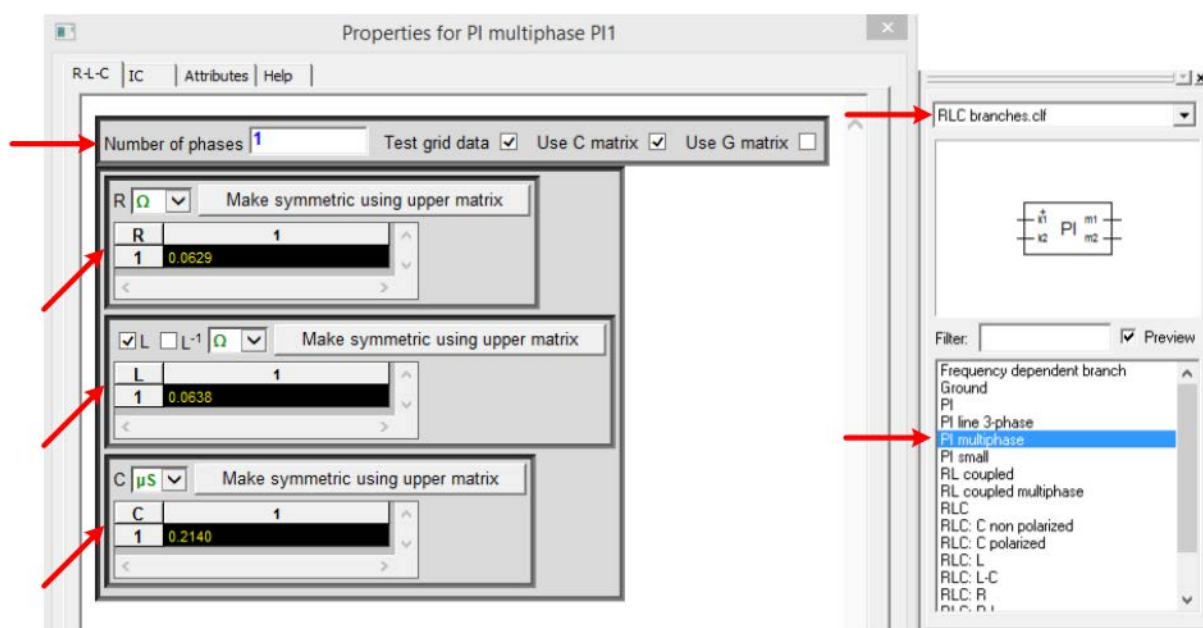 Properties for PI multiphase PI1
R-L-C IC Attributes Help
Number of phases 1 Test grid data Use C matrix Use G matrix
R Ω Make symmetric using upper matrix
R 1
1 0.0629
L L-1 Ω Make symmetric using upper matrix
L 1
1 0.0638
C µS Make symmetric using upper matrix
C 1
1 0.2140
RLC branches.clf
+
k1 PI m1
k2 m2
Filter: Preview
Frequency dependent branch
Ground
PI
PI line 3-phase
PI multiphase
PI small
RL coupled
RL coupled multiphase
RLC
RLC: C non polarized
RLC: C polarized
RLC: L
RLC: L-C
RLC: R